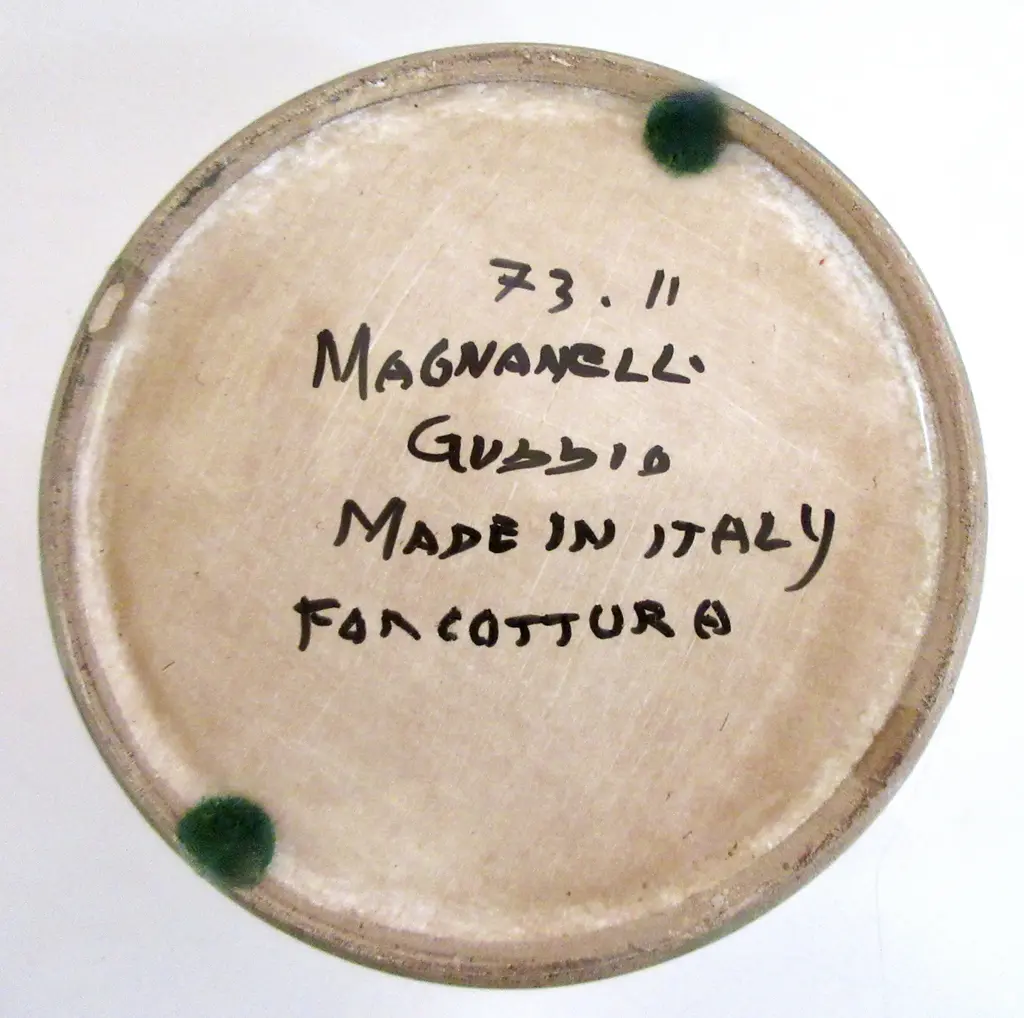 73.11
MAGNANELLI
GUBBIO
MADE IN ITALY
FORCOTTURA